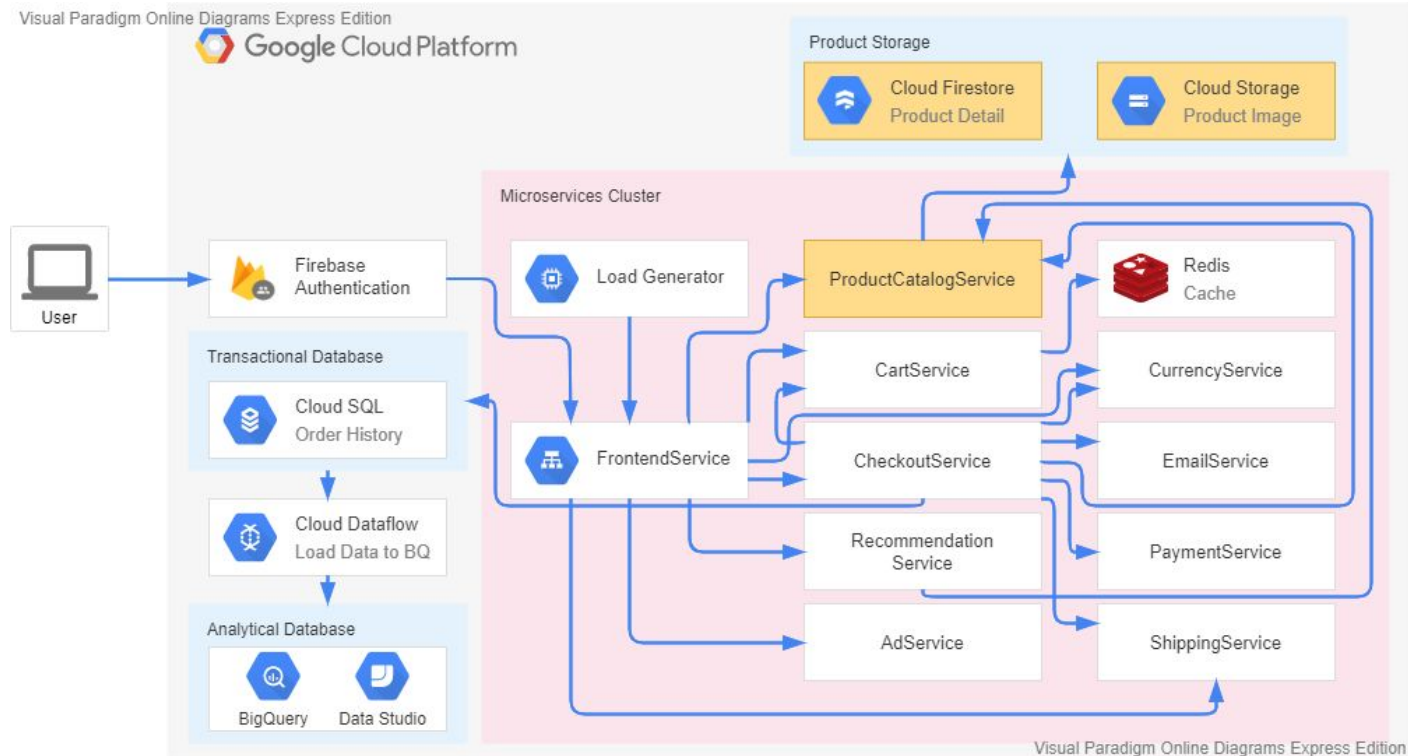 Visual Paradigm Online Diagrams Express Edition
Google Cloud Platform
Product Storage
Cloud Firestore
Product Detail
Cloud Storage
Product Image
Microservices Cluster
User
Firebase
Authentication
Load Generator
ProductCatalogService
Redis
Cache
Transactional Database
Cloud SQL
Order History
CartService
CurrencyService
FrontendService
CheckoutService
EmailService
Cloud Dataflow
Load Data to BQ
Recommendation
Service
PaymentService
Analytical Database
BigQuery
Data Studio
AdService
ShippingService
Visual Paradigm Online Diagrams Express Edition